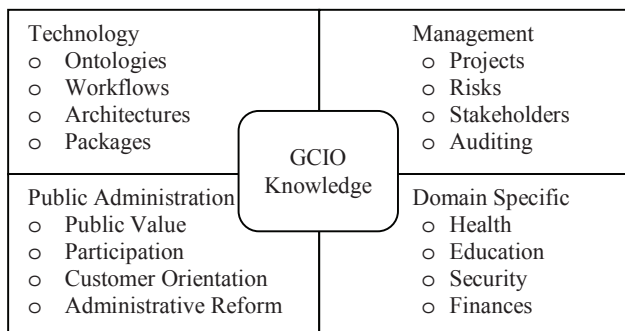 Technology
o Ontologies
o Workflows
o Architectures
o Packages
Management
o Projects
o Risks
o Stakeholders
o Auditing
GCIO
Knowledge
Public Administration
o Public Value
o Participation
o Customer Orientation
o Administrative Reform
Domain Specific
o Health
o Education
o Security
o Finances